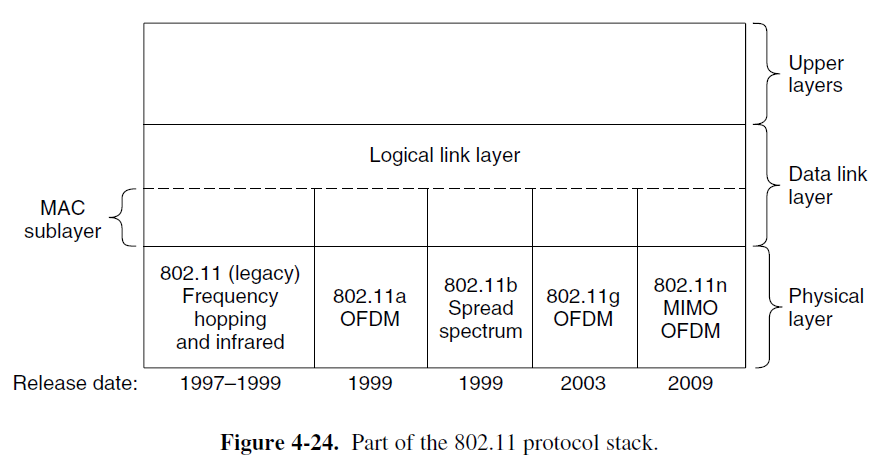 Upper
layers
Logical link layer
Data link
layer
MAC
sublayer
802.11 (legacy)
Frequency
hopping
and infrared
802.11a
OFDM
802.11b
Spread
spectrum
802.11g
OFDM
802.11n
MIMO
OFDM
Physical
layer
Release date: 1997–1999 1999 1999 2003 2009
Figure 4-24. Part of the 802.11 protocol stack.